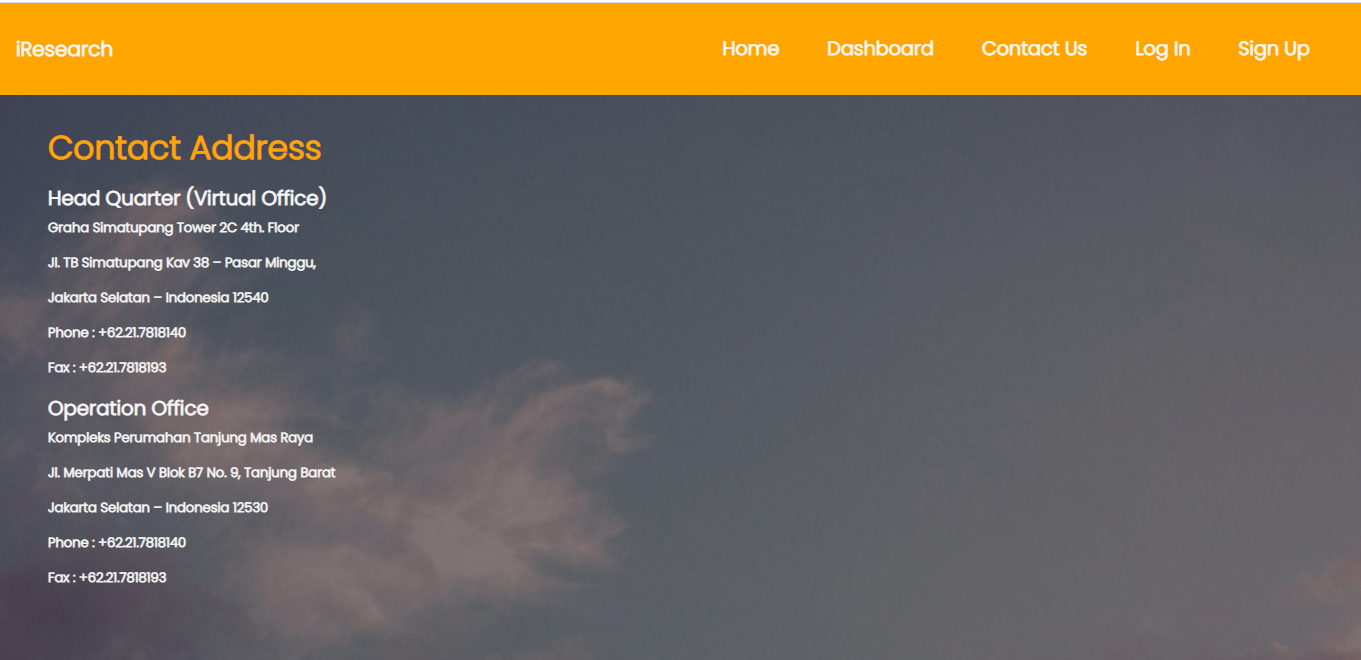 iResearch
Home Dashboard Contact Us Log In Sign Up
Contact Address
Head Quarter (Virtual Office)
Graha Simatupang Tower 2C 4th. Floor
Jl. TB Simatupang Kav 38 – Pasar Minggu,
Jakarta Selatan – Indonesia 12540
Phone : +62.21.7818140
Fax : +62.21.7818193
Operation Office
Kompleks Perumahan Tanjung Mas Raya
Jl. Merpati Mas V Blok B7 No. 9, Tanjung Barat
Jakarta Selatan – Indonesia 12530
Phone : +62.21.7818140
Fax : +62.21.7818193